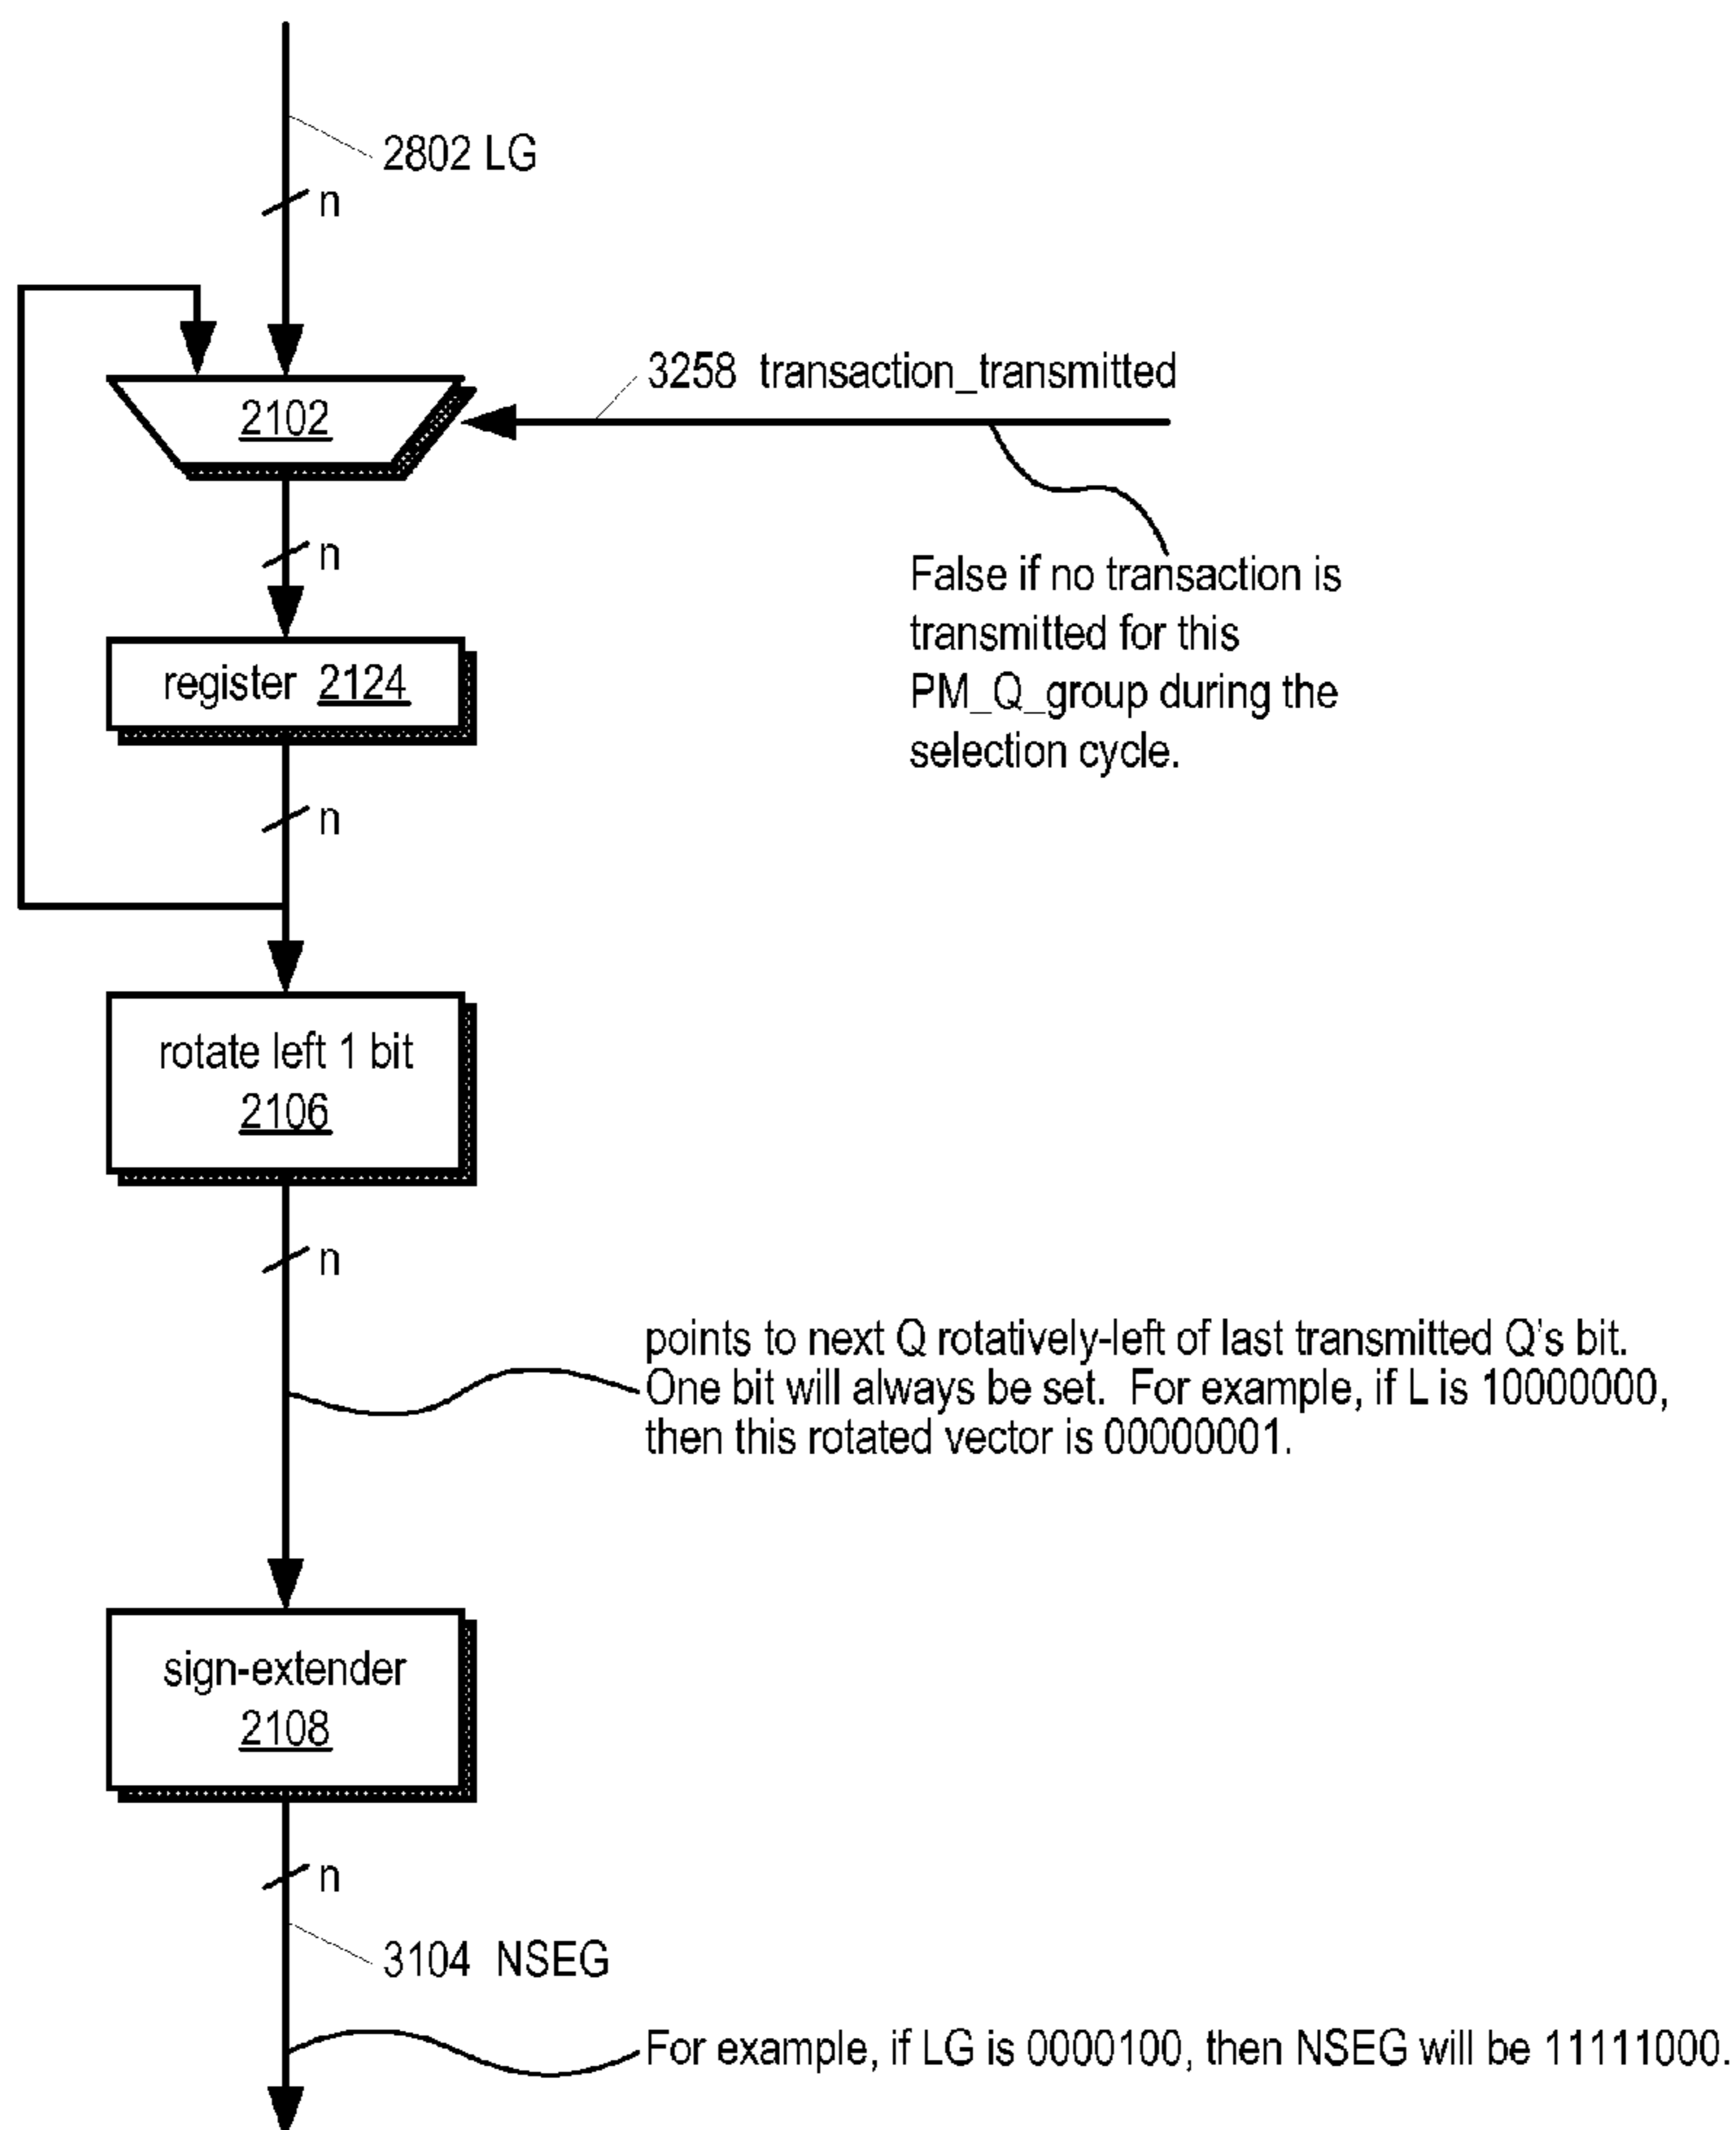 2802 LG
n
3258 transaction_transmitted
2102
False if no transaction is
transmitted for this
PM_Q_group during the
selection cycle.
n
register 2124
n
rotate left 1 bit
2106
n
points to next Q rotatively-left of last transmitted Q's bit.
One bit will always be set. For example, if L is 10000000,
then this rotated vector is 00000001.
sign-extender
2108
n
3104 NSEG
For example, if LG is 0000100, then NSEG will be 11111000.